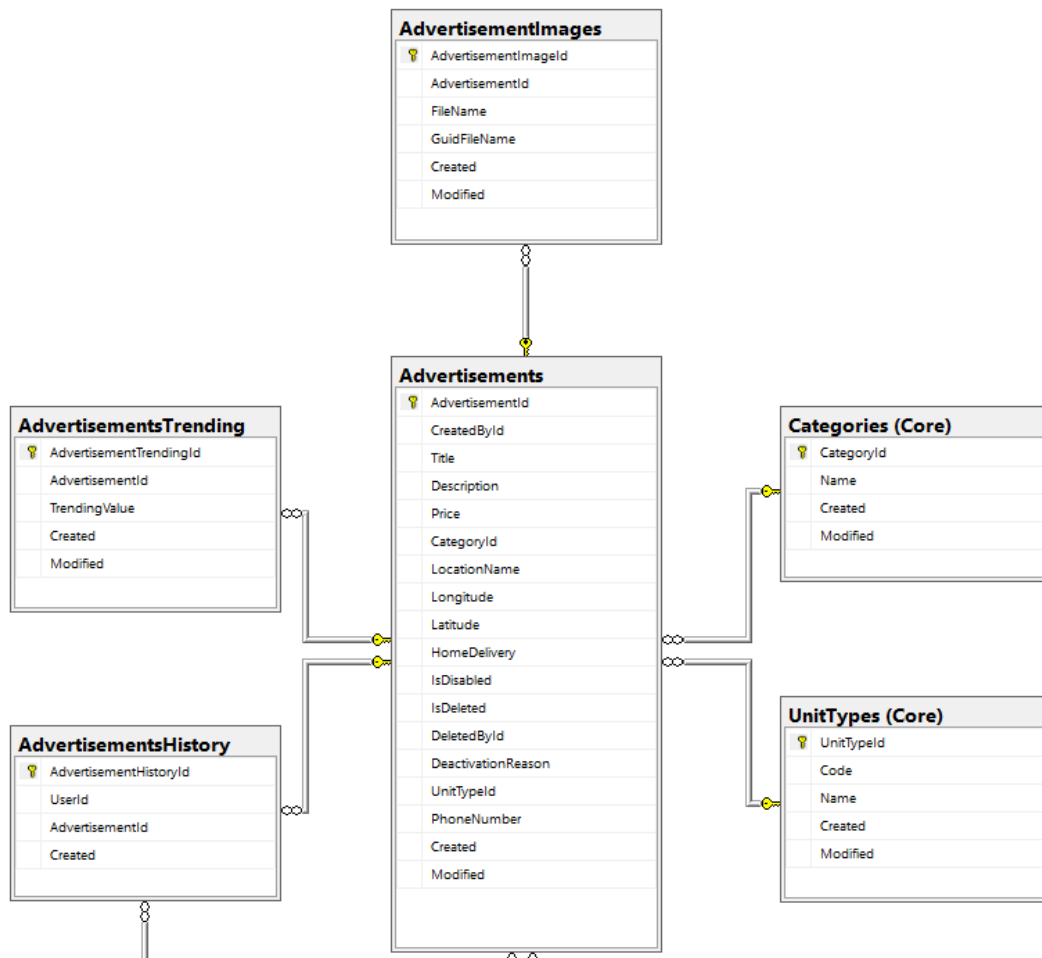 AdvertisementImages
AdvertisementImageId
AdvertisementId
FileName
GuidFileName
Created
Modified
Advertisements
AdvertisementId
CreatedById
Title
Description
Price
CategoryId
LocationName
Longitude
Latitude
HomeDelivery
IsDisabled
IsDeleted
DeletedById
DeactivationReason
UnitTypeId
PhoneNumber
Created
Modified
AdvertisementsTrending
AdvertisementTrendingId
AdvertisementId
TrendingValue
Created
Modified
AdvertisementsHistory
AdvertisementHistoryId
UserId
AdvertisementId
Created
Categories (Core)
CategoryId
Name
Created
Modified
UnitTypes (Core)
UnitTypeId
Code
Name
Created
Modified